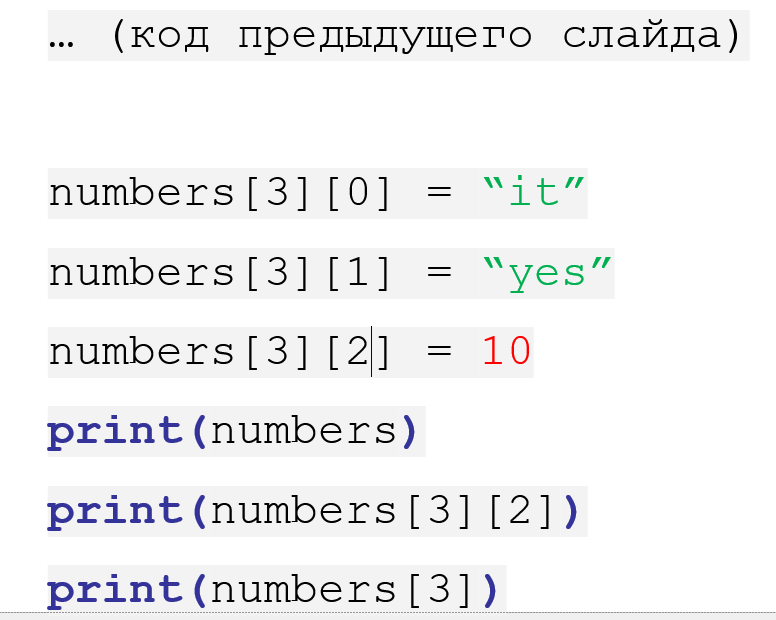 … (код предыдущего слайда)
numbers[3][0] = “it”
numbers[3][1] = “yes”
numbers[3][2] = 10
print(numbers)
print(numbers[3][2])
print(numbers[3])